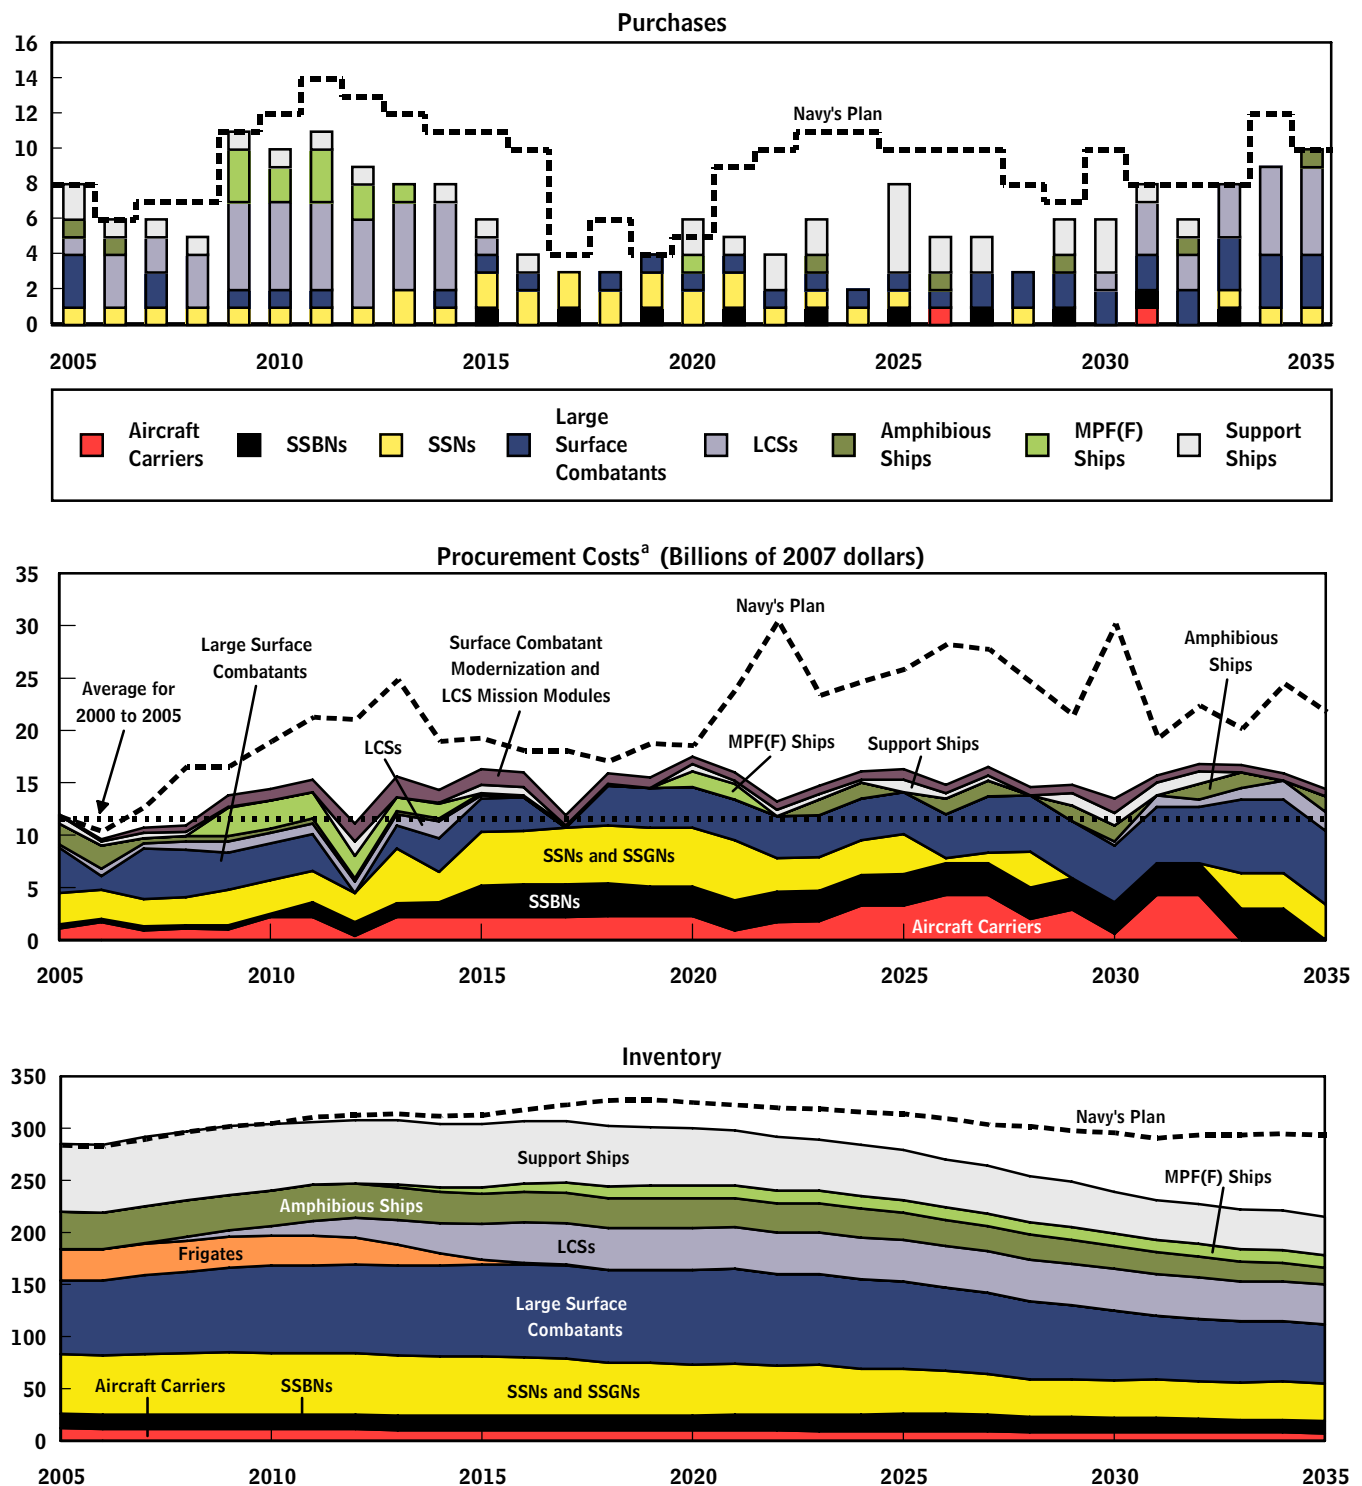 Purchases
16
14
12
10
8
6
4
2
0
Navy's Plan
2005 2010 2015 2020 2025 2030 2035
Aircraft
Carriers
SSBNs
SSNs
Large
Surface
Combatants
LCSs
Amphibious
Ships
MPF(F)
Ships
Support
Ships
Procurement Costsᵃ (Billions of 2007 dollars)
35
30
25
20
15
10
5
0
Average for
2000 to 2005
Large Surface
Combatants
LCSs
Surface Combatant
Modernization and
LCS Mission Modules
Navy's Plan
MPF(F) Ships
Support Ships
Amphibious
Ships
SSNs and SSGNs
SSBNs
Aircraft Carriers
2005 2010 2015 2020 2025 2030 2035
Inventory
350
300
250
200
150
100
50
0
Navy's Plan
Support Ships
MPF(F) Ships
Amphibious Ships
Frigates
LCSs
Large Surface
Combatants
Aircraft Carriers
SSBNs
SSNs and SSGNs
2005 2010 2015 2020 2025 2030 2035